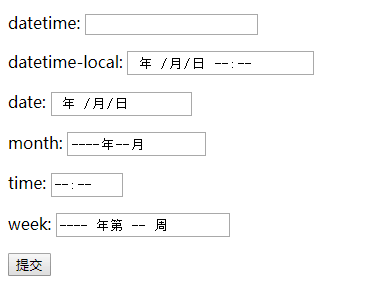 datetime:
datetime-local: 年 /月/日 --:--
date: 年 /月/日
month: ----年--月
time: --:--
week: ---- 年第 -- 周
提交